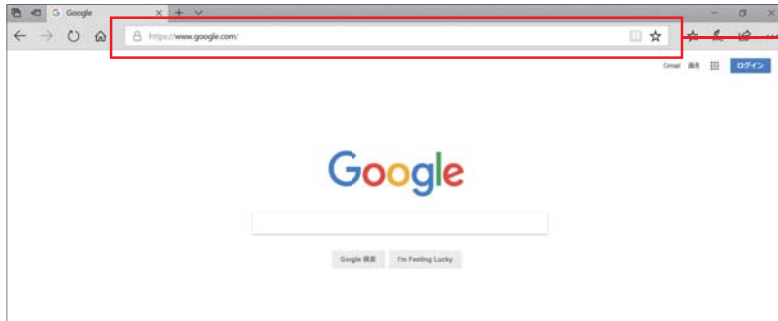 Google
https://www.google.com/
Gmail 画像
ログイン
Google
Google 検索
I'm Feeling Lucky